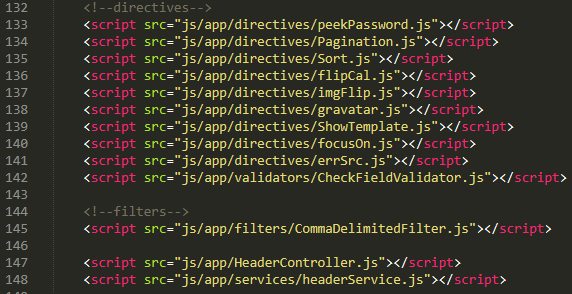 132 <!--directives-->
133 <script src="js/app/directives/peekPassword.js"></script>
134 <script src="js/app/directives/Pagination.js"></script>
135 <script src="js/app/directives/Sort.js"></script>
136 <script src="js/app/directives/flipCal.js"></script>
137 <script src="js/app/directives/imgFlip.js"></script>
138 <script src="js/app/directives/gravatar.js"></script>
139 <script src="js/app/directives/ShowTemplate.js"></script>
140 <script src="js/app/directives/focusOn.js"></script>
141 <script src="js/app/directives/errSrc.js"></script>
142 <script src="js/app/validators/CheckFieldValidator.js"></script>
143
144 <!--filters-->
145 <script src="js/app/filters/CommaDelimitedFilter.js"></script>
146
147 <script src="js/app/HeaderController.js"></script>
148 <script src="js/app/services/headerService.js"></script>